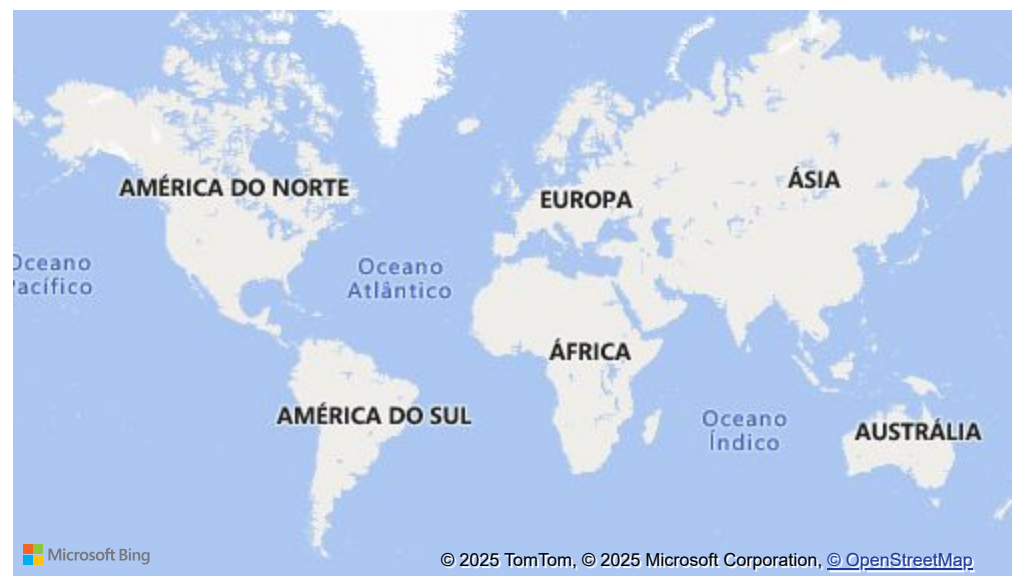 AMÉRICA DO NORTE
EUROPA
ÁSIA
Oceano
Pacífico
Oceano
Atlântico
ÁFRICA
AMÉRICA DO SUL
Oceano
Índico
AUSTRÁLIA
Microsoft Bing
© 2025 TomTom, © 2025 Microsoft Corporation, © OpenStreetMap